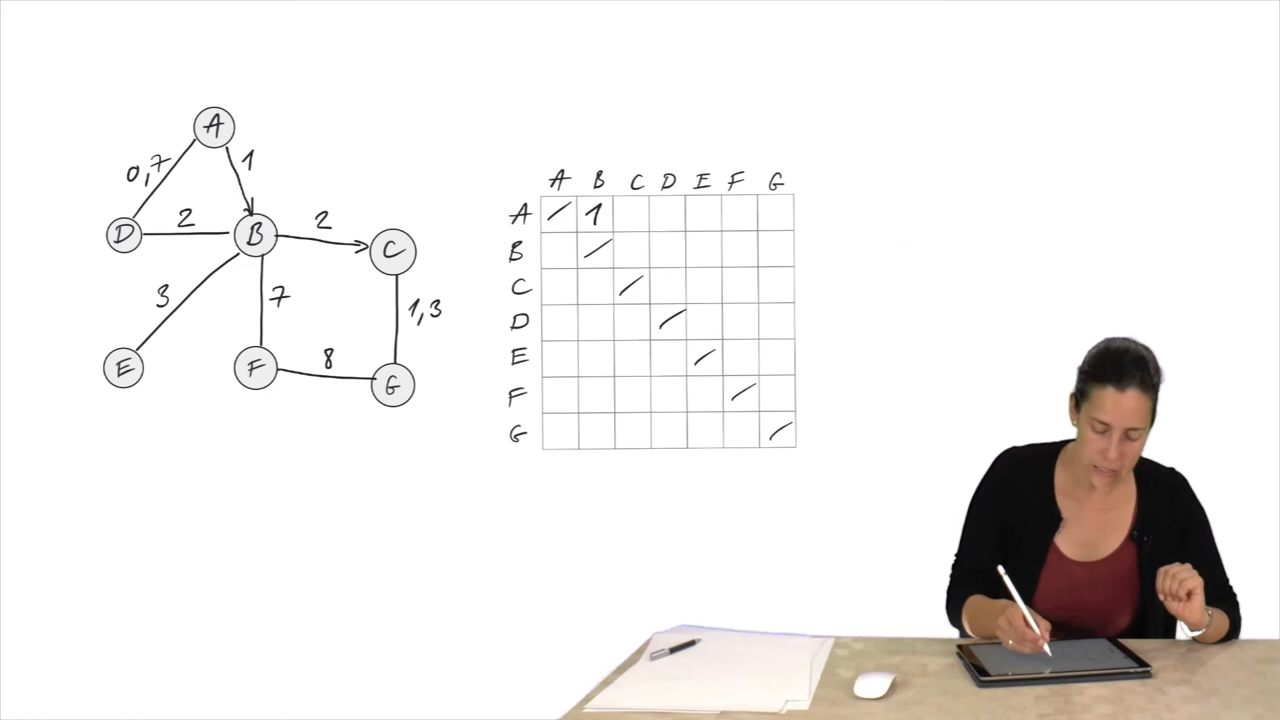 A
0,7 1
D 2 B 2 C
3 7 1,3
E F 8 G
A B C D E F G
A / 1
B /
C /
D /
E /
F /
G /